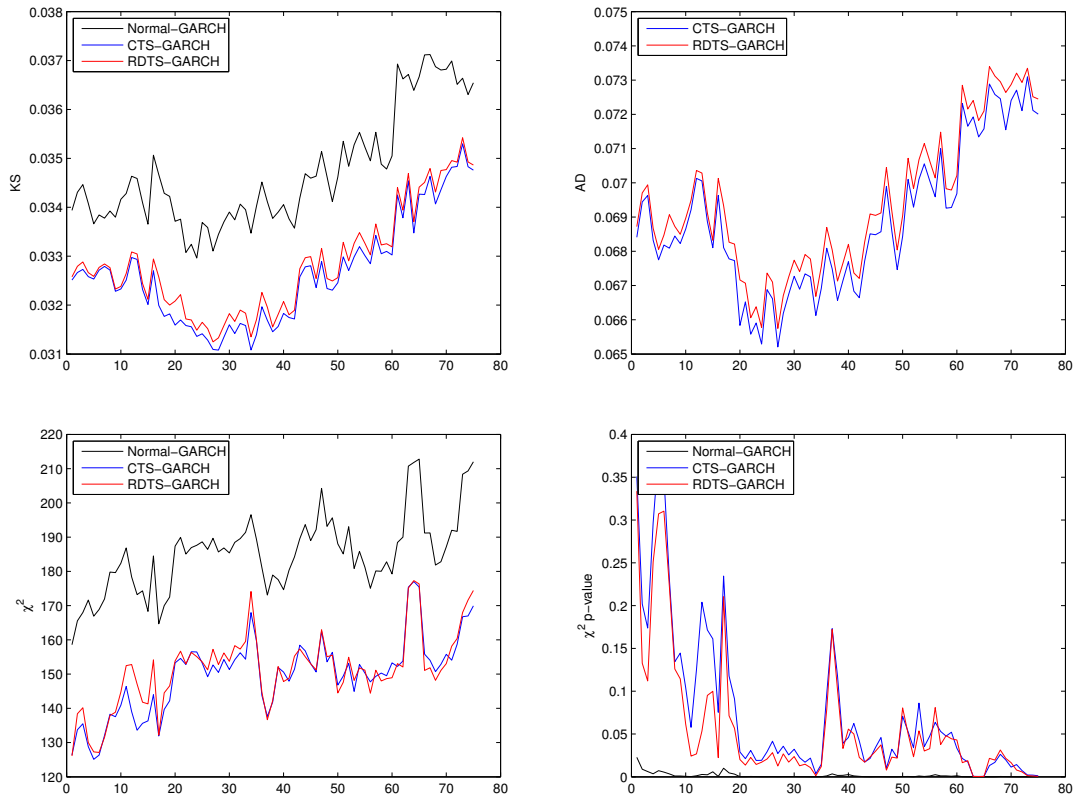 0.038
0.037
0.036
0.035
0.034
0.033
0.032
0.031
KS
Normal−GARCH
CTS−GARCH
RDTS−GARCH
0 10 20 30 40 50 60 70 80
0.075
0.074
0.073
0.072
0.071
0.07
0.069
0.068
0.067
0.066
0.065
AD
CTS−GARCH
RDTS−GARCH
0 10 20 30 40 50 60 70 80
220
210
200
190
180
170
160
150
140
130
120
χ²
Normal−GARCH
CTS−GARCH
RDTS−GARCH
0 10 20 30 40 50 60 70 80
0.4
0.35
0.3
0.25
0.2
0.15
0.1
0.05
0
χ² p−value
Normal−GARCH
CTS−GARCH
RDTS−GARCH
0 10 20 30 40 50 60 70 80